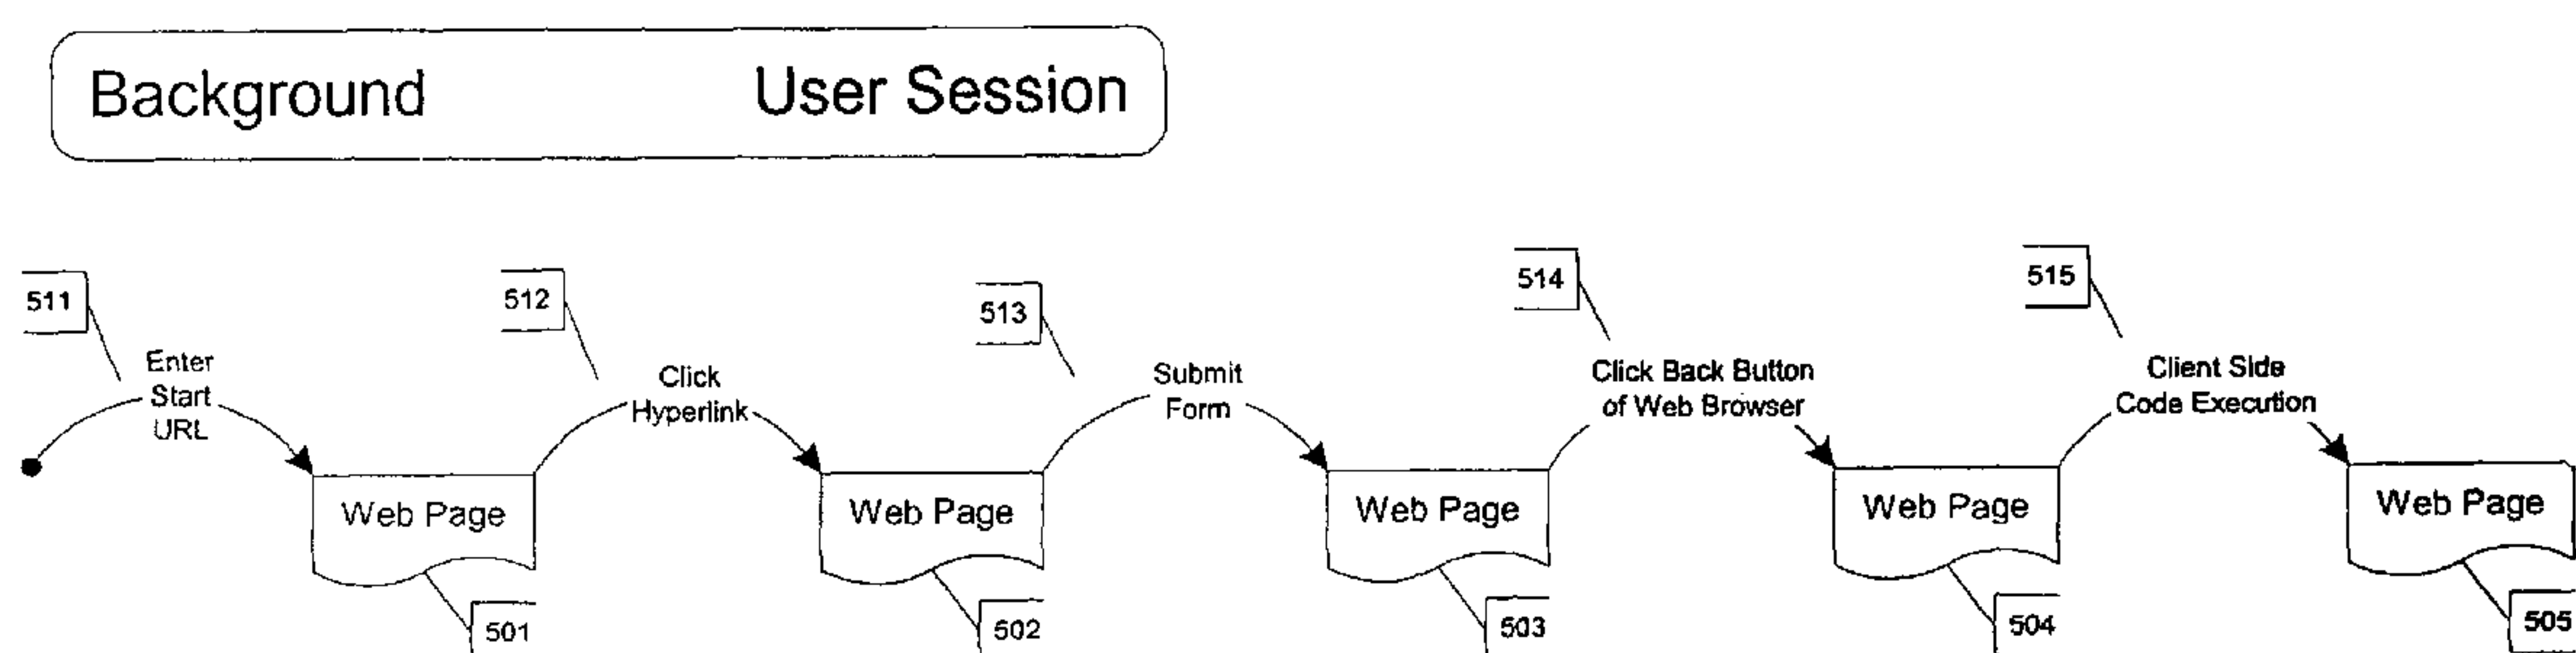 Background User Session
511
Enter
Start
URL
512
Click
Hyperlink
513
Submit
Form
514
Click Back Button
of Web Browser
515
Client Side
Code Execution
Web Page
Web Page
Web Page
Web Page
Web Page
501
502
503
504
505